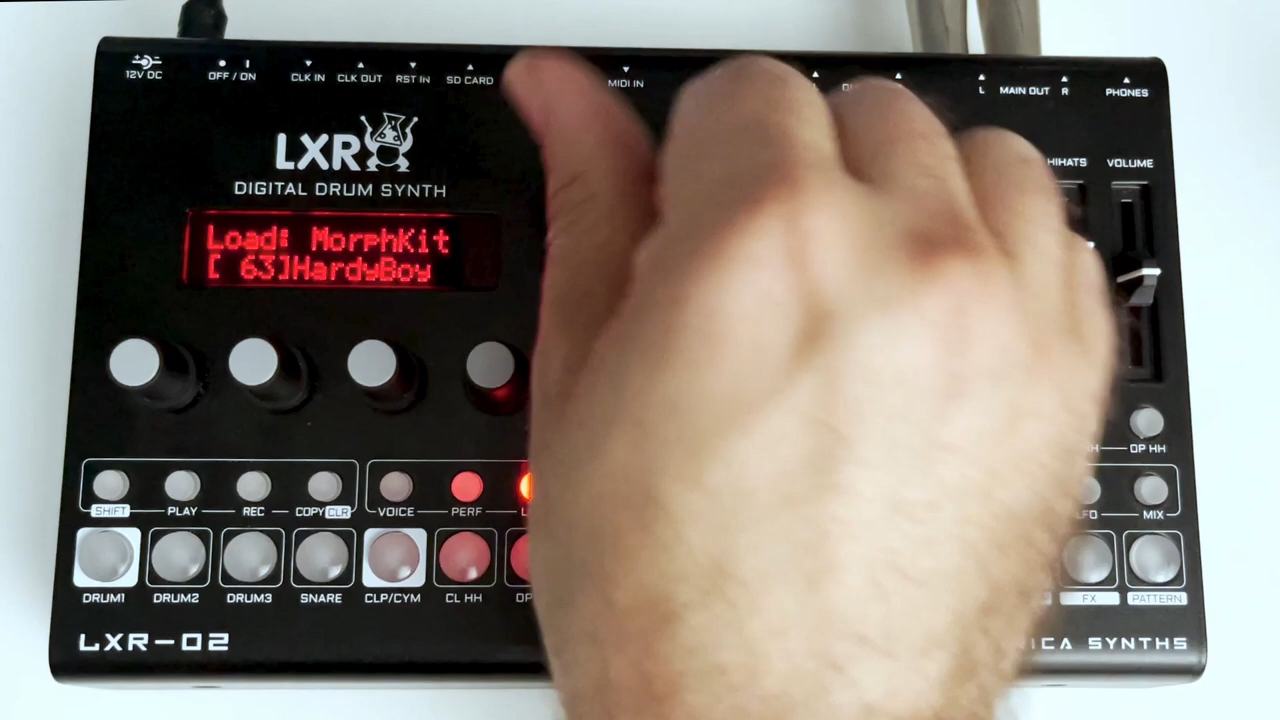 12V DC
OFF / ON
CLK IN
CLK OUT
RST IN
SD CARD
MIDI IN
L
MAIN OUT
R
PHONES
LXR
DIGITAL DRUM SYNTH
HIHATS
VOLUME
Load: MorphKit
[ 63]HardyBoy
OP HH
SHIFT
PLAY
REC
COPY CLR
VOICE
PERF
MIX
DRUM1
DRUM2
DRUM3
SNARE
CLP/CYM
CL HH
FX
PATTERN
LXR-02
SYNTHS